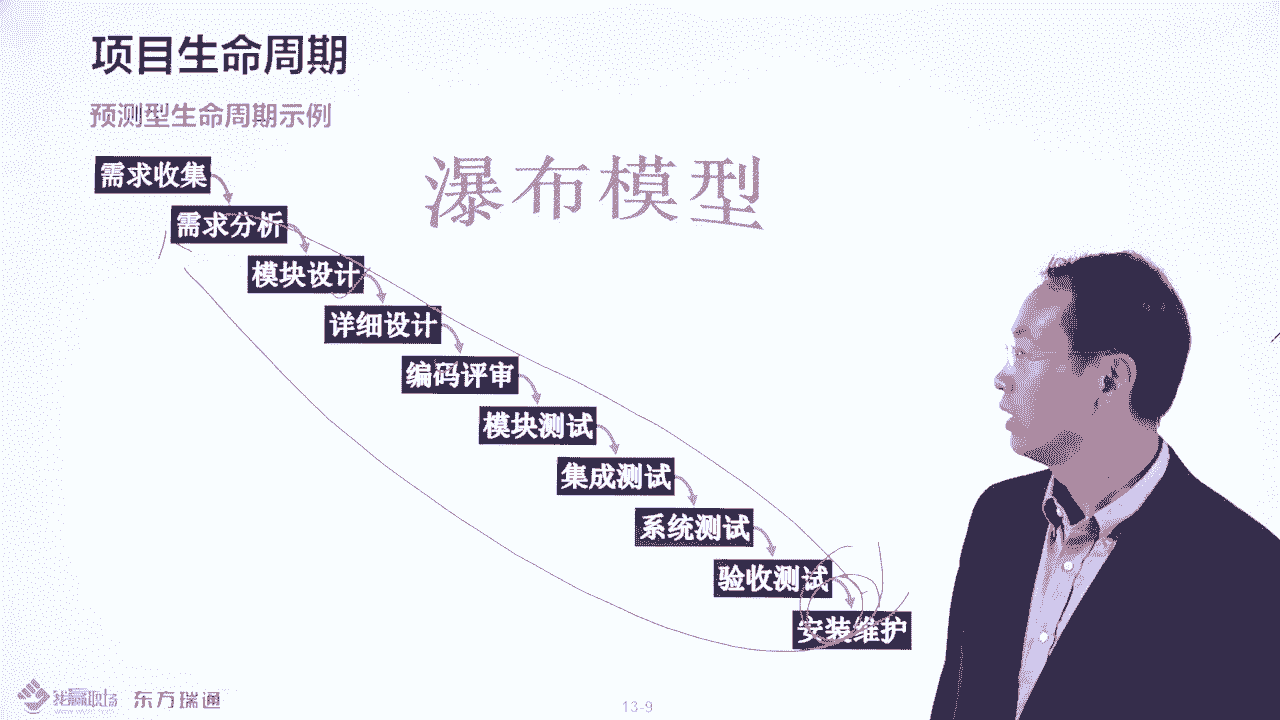 项目生命周期
预测型生命周期示例
瀑布模型
需求收集
需求分析
模块设计
详细设计
编码评审
模块测试
集成测试
系统测试
验收测试
安装维护
我赢职场 东方瑞通
13-9